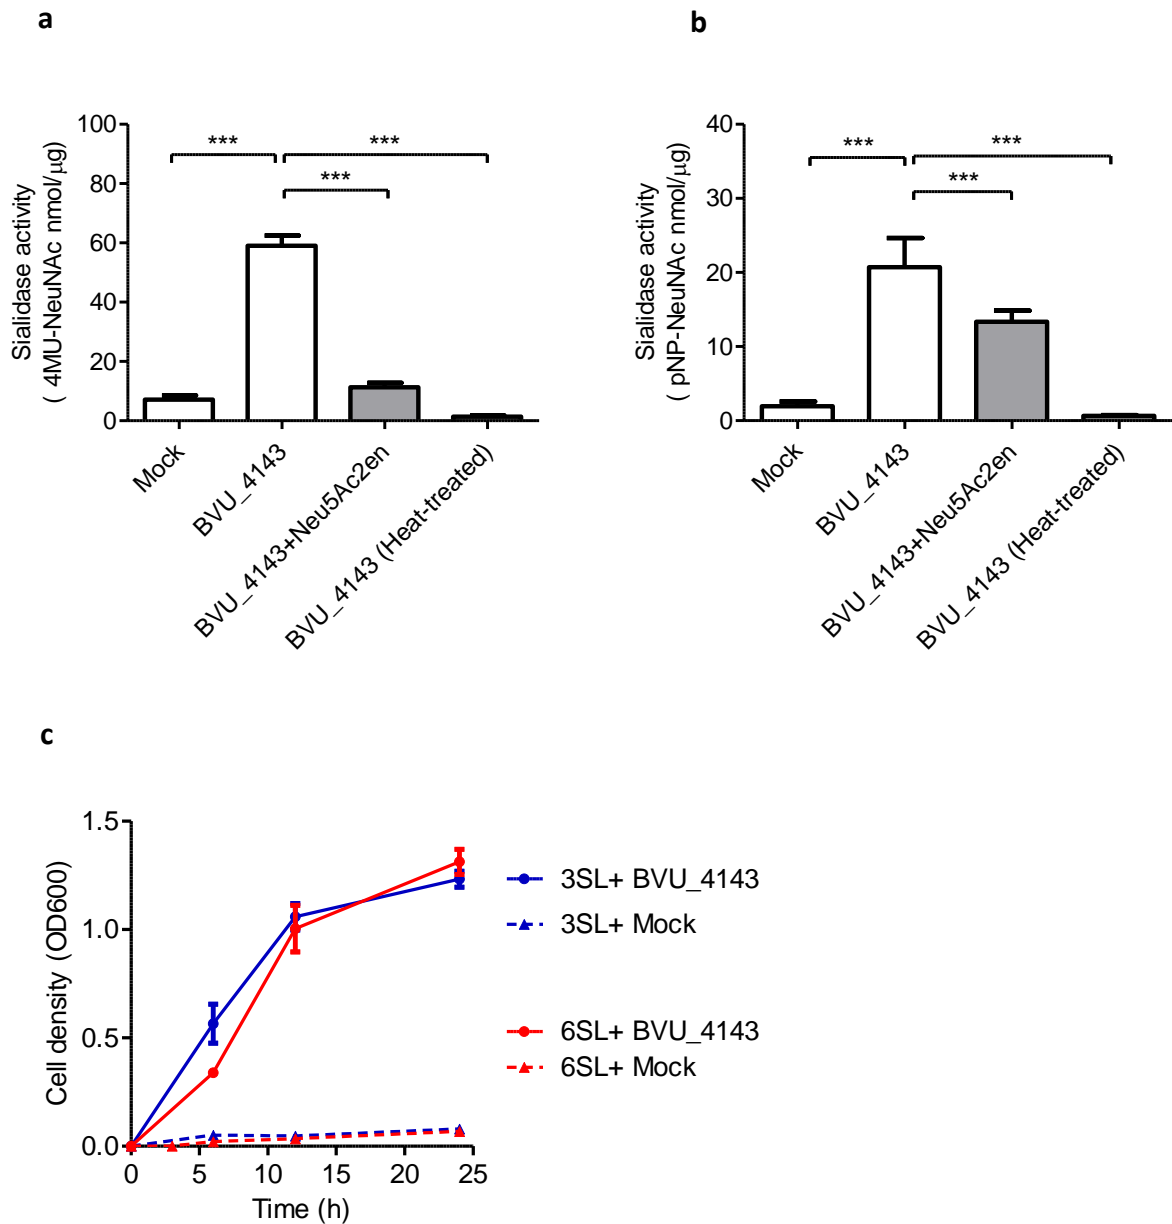 a
Sialidase activity
( 4MU-NeuNAc nmol/μg)
100
80
60
40
20
0
***
***
***
Mock
BVU_4143
BVU_4143+Neu5Ac2en
BVU_4143 (Heat-treated)
b
Sialidase activity
( pNP-NeuNAc nmol/μg)
40
30
20
10
0
***
***
***
Mock
BVU_4143
BVU_4143+Neu5Ac2en
BVU_4143 (Heat-treated)
c
Cell density (OD600)
1.5
1.0
0.5
0.0
0 5 10 15 20 25
Time (h)
3SL+ BVU_4143
3SL+ Mock
6SL+ BVU_4143
6SL+ Mock